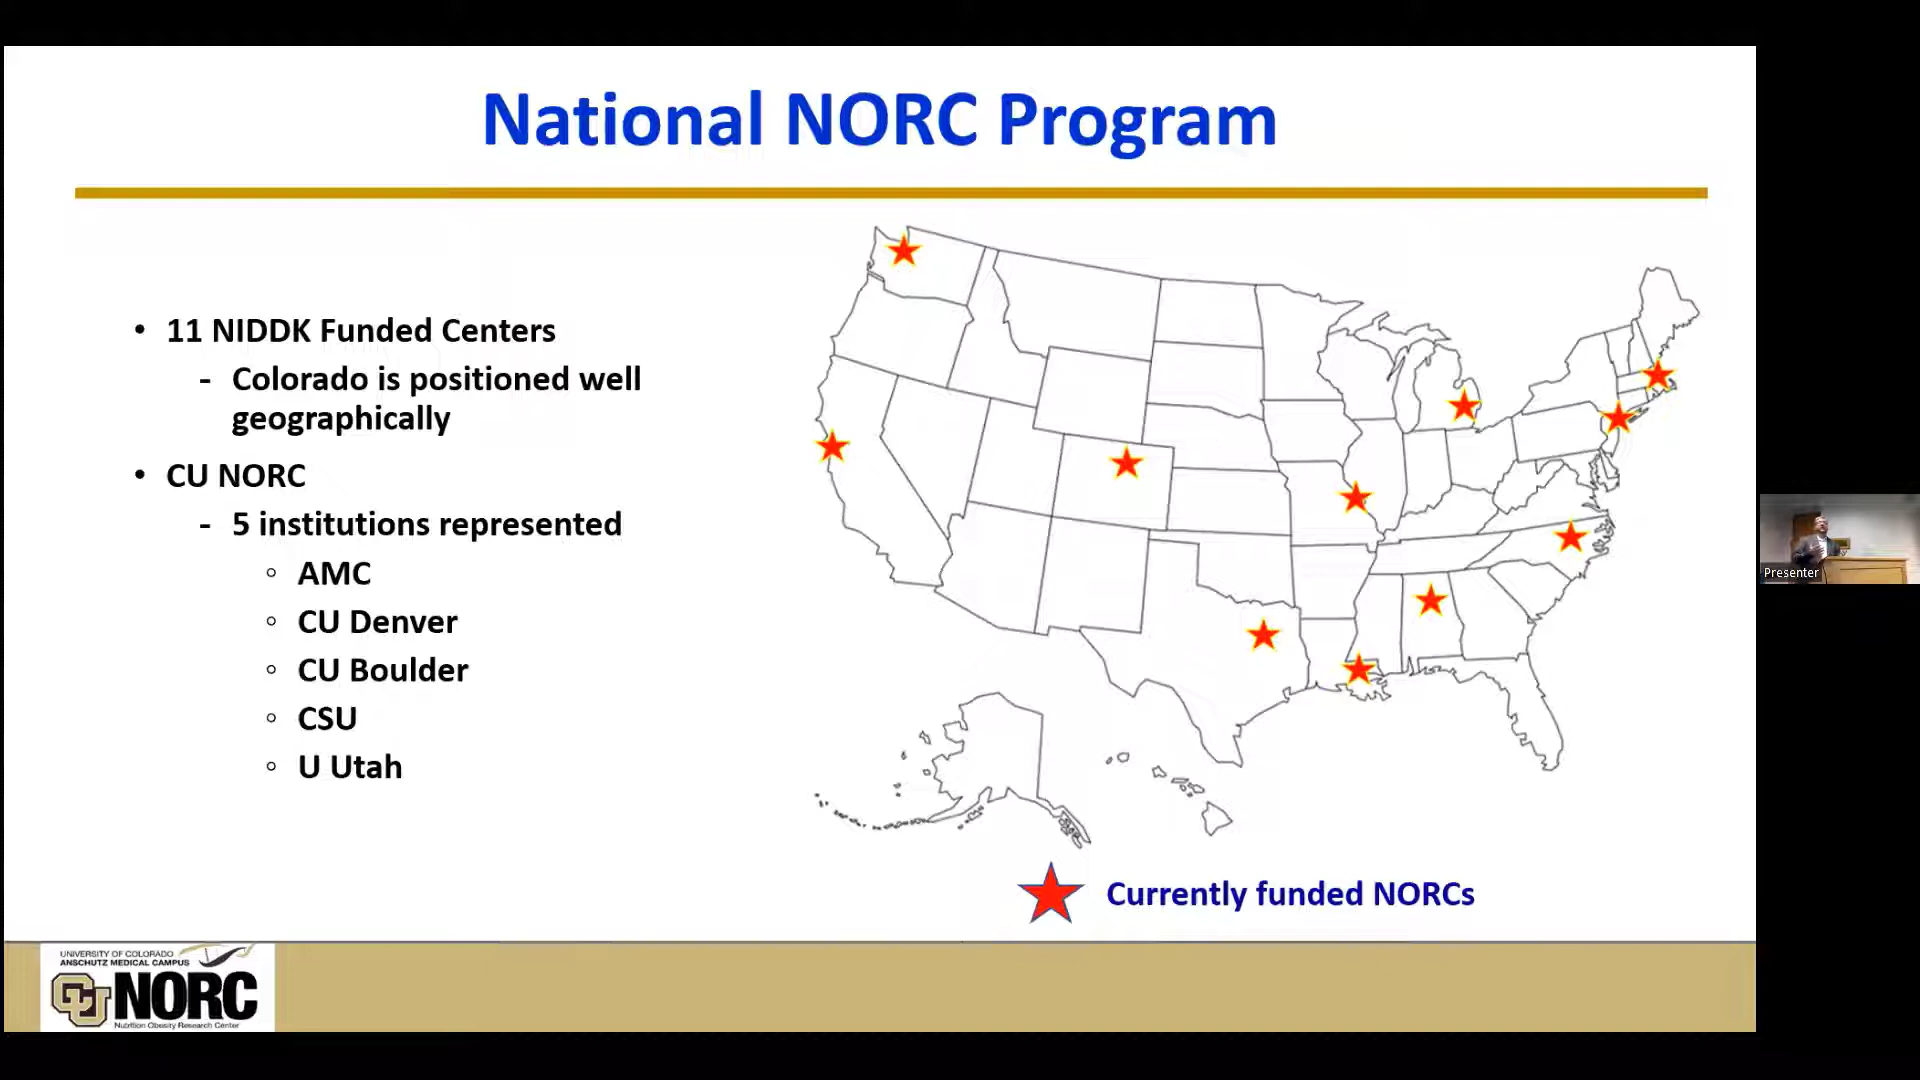 National NORC Program
• 11 NIDDK Funded Centers
- Colorado is positioned well
geographically
• CU NORC
- 5 institutions represented
◦ AMC
◦ CU Denver
◦ CU Boulder
◦ CSU
◦ U Utah
Currently funded NORCs
UNIVERSITY OF COLORADO
ANSCHUTZ MEDICAL CAMPUS
CU NORC
Nutrition Obesity Research Center
Presenter